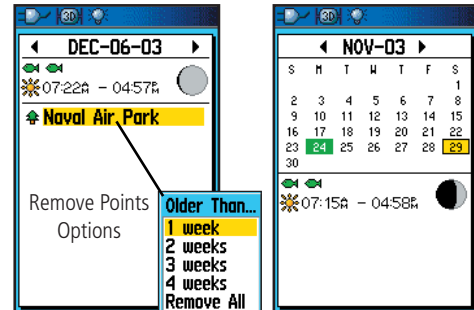 3D
DEC-06-03
07:22A - 04:57P
Naval Air Park
Remove Points
Options
Older Than...
1 week
2 weeks
3 weeks
4 weeks
Remove All
3D
NOV-03
S M T W T F S
1
2 3 4 5 6 7 8
9 10 11 12 13 14 15
16 17 18 19 20 21 22
23 24 25 26 27 28 29
30
07:15A - 04:58P